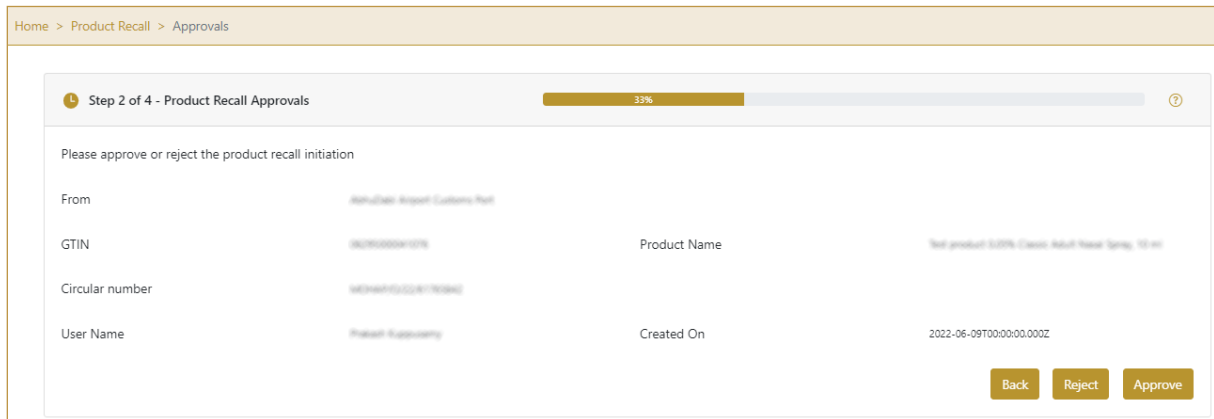 Home > Product Recall > Approvals
Step 2 of 4 - Product Recall Approvals 33%
Please approve or reject the product recall initiation
From
GTIN Product Name
Circular number
User Name Created On 2022-06-09T00:00:00.000Z
Back Reject Approve